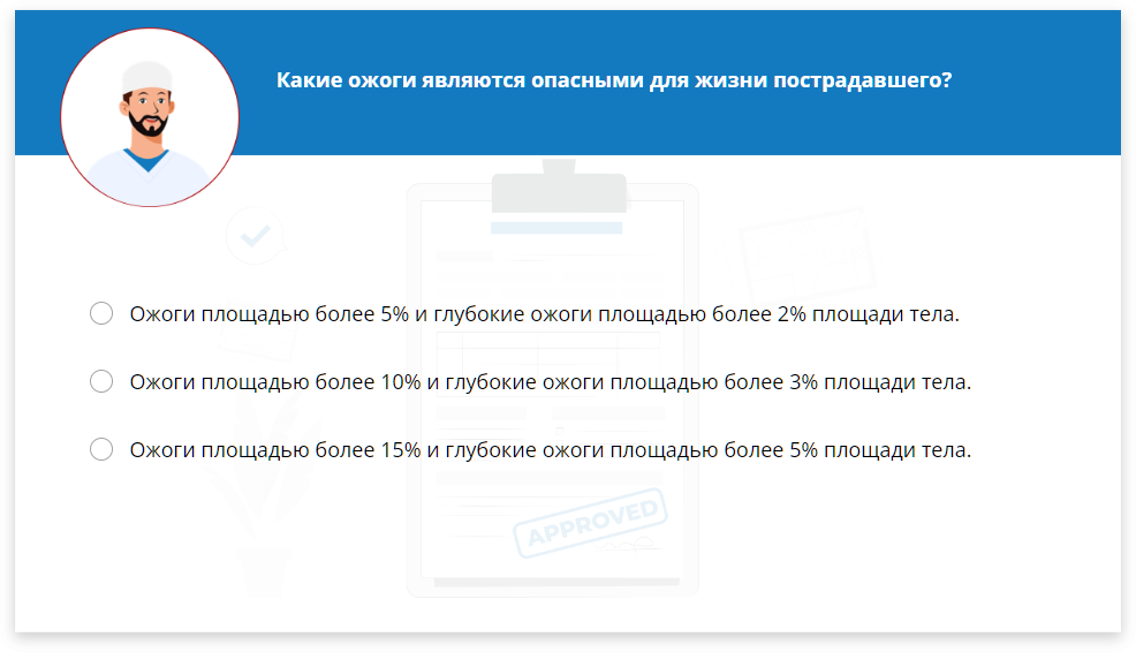 Какие ожоги являются опасными для жизни пострадавшего?
Ожоги площадью более 5% и глубокие ожоги площадью более 2% площади тела.
Ожоги площадью более 10% и глубокие ожоги площадью более 3% площади тела.
Ожоги площадью более 15% и глубокие ожоги площадью более 5% площади тела.
APPROVED